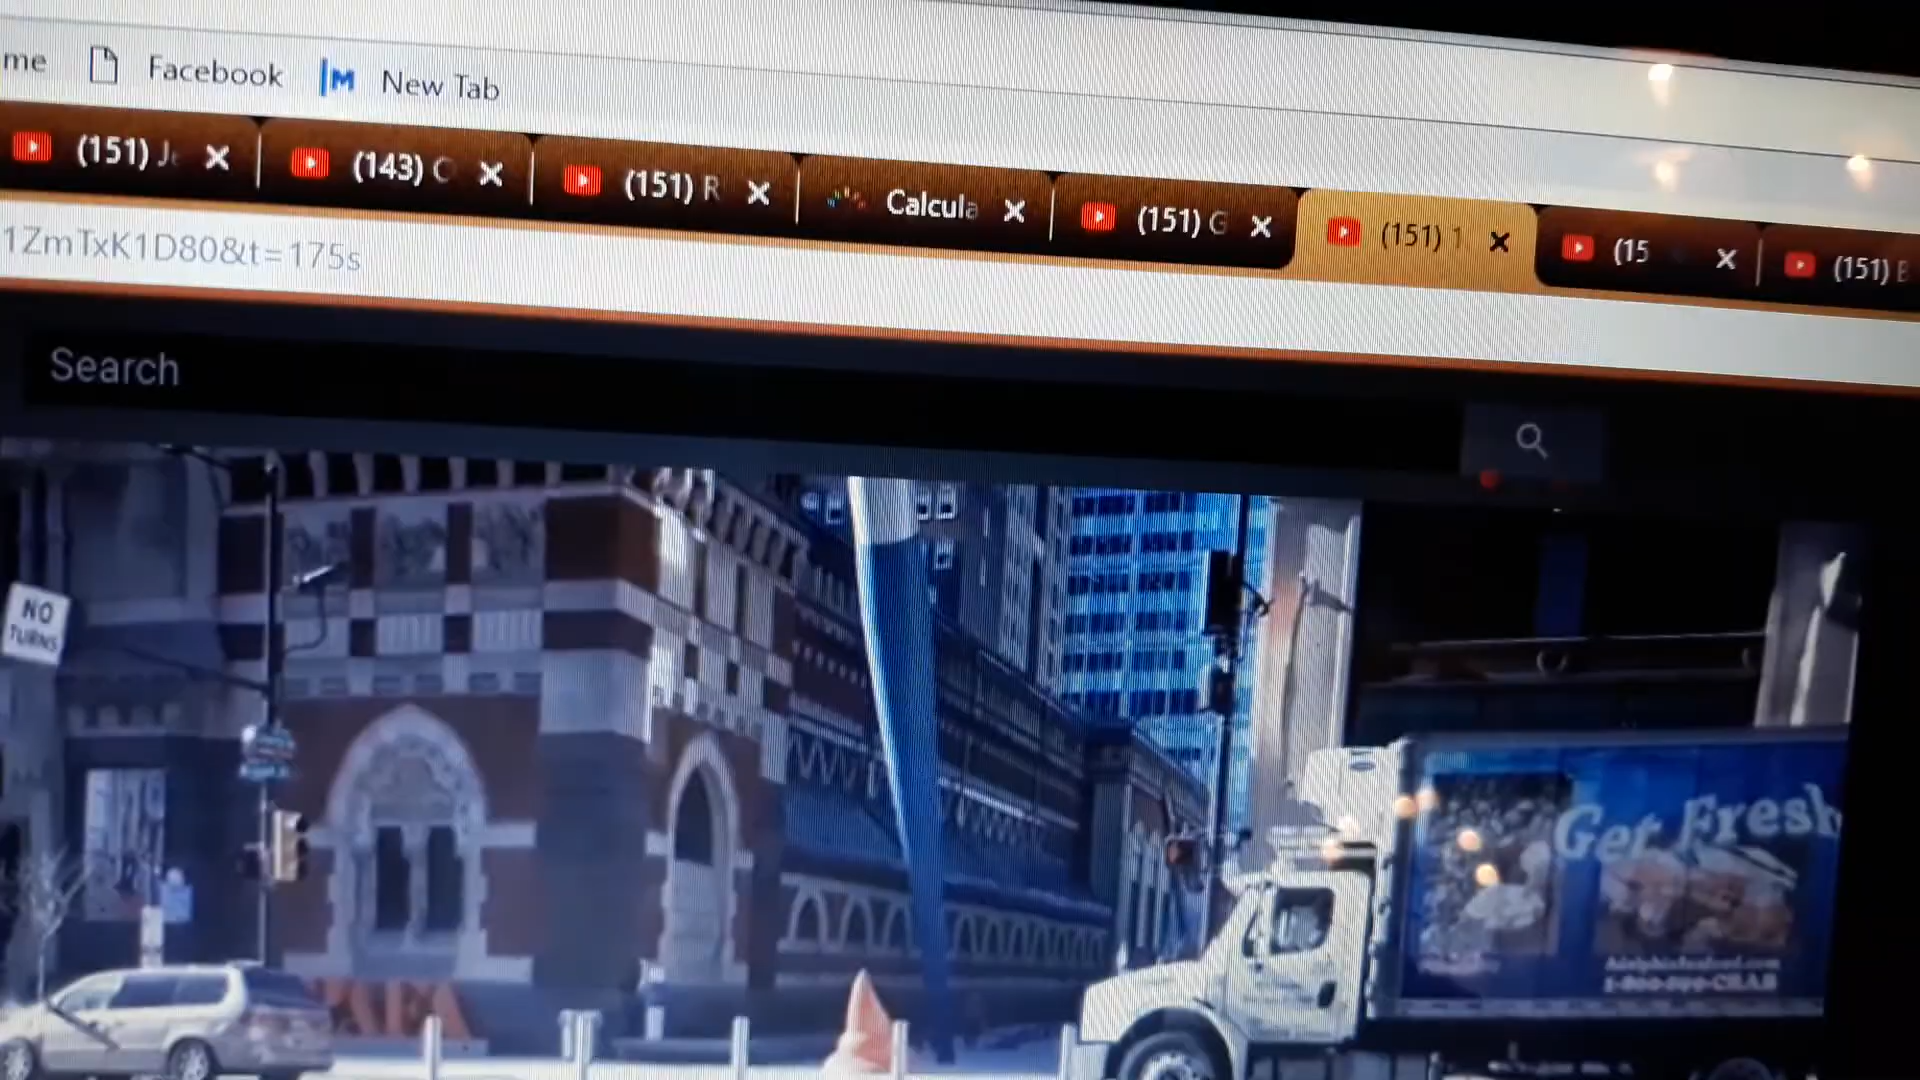 me Facebook New Tab
(151) J (143) C (151) R Calcula (151) G (151) 1 (15 (151) E
1ZmTxK1D80&t=175s
Search
NO
TURNS
Get Fresh